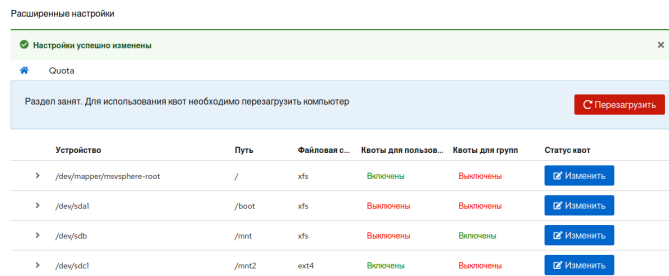 Расширенные настройки
Настройки успешно изменены
Quota
Раздел занят. Для использования квот необходимо перезагрузить компьютер
Перезагрузить
Устройство Путь Файловая с... Квоты для пользов... Квоты для групп Статус квот
/dev/mapper/msvsphere-root / xfs Включены Выключены Изменить
/dev/sda1 /boot xfs Выключены Выключены Изменить
/dev/sdb /mnt xfs Выключены Включены Изменить
/dev/sdc1 /mnt2 ext4 Включены Выключены Изменить